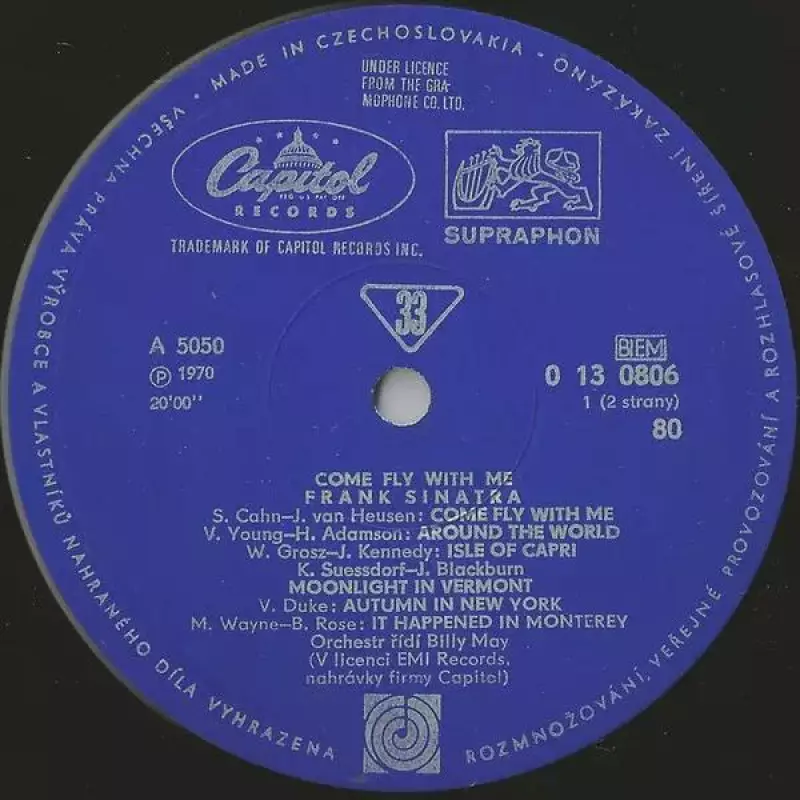 VŠECHNA PRÁVA VÝROBCE A VLASTNÍKŮ NAHRANÉHO DÍLA VYHRAZENA
• MADE IN CZECHOSLOVAKIA •
ROZMNOŽOVÁNÍ, VEŘEJNÉ PROVOZOVÁNÍ A ROZHLASOVÉ ŠÍŘENÍ ZAKÁZÁNO
UNDER LICENCE
FROM THE GRA-
MOPHONE CO. LTD.
Capitol
REG. U.S. PAT. OFF.
RECORDS
TRADEMARK OF CAPITOL RECORDS INC.
SUPRAPHON
33
A 5050
Ⓟ 1970
20'00''
BIEM
0 13 0806
1 (2 strany)
80
COME FLY WITH ME
FRANK SINATRA
S. Cahn–J. van Heusen: COME FLY WITH ME
V. Young–H. Adamson: AROUND THE WORLD
W. Grosz–J. Kennedy: ISLE OF CAPRI
K. Suessdorf–J. Blackburn
MOONLIGHT IN VERMONT
V. Duke: AUTUMN IN NEW YORK
M. Wayne–B. Rose: IT HAPPENED IN MONTEREY
Orchestr řídí Billy May
(V licenci EMI Records,
nahrávky firmy Capitol)